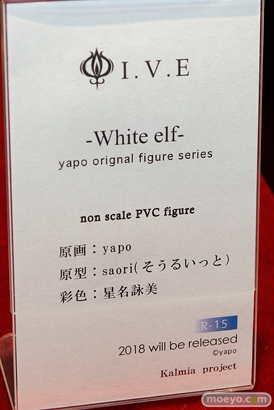 I.V.E
-White elf-
yapo orignal figure series
non scale PVC figure
原画：yapo
原型：saori(そうるいっと)
彩色：星名詠美
R-15
2018 will be released
©yapo
Kalmia project
moeyo.com